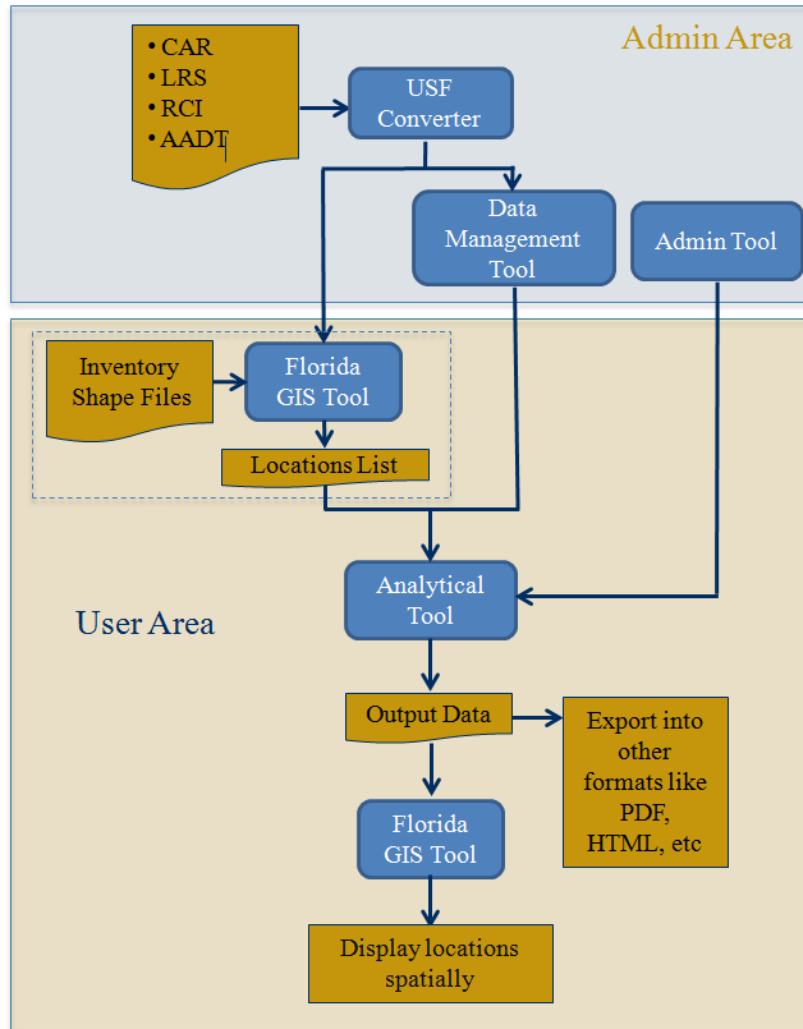 Admin Area
• CAR
• LRS
• RCI
• AADT
USF
Converter
Data
Management
Tool
Admin Tool
Inventory
Shape Files
Florida
GIS Tool
Locations List
User Area
Analytical
Tool
Output Data
Export into
other
formats like
PDF,
HTML, etc
Florida
GIS Tool
Display locations
spatially